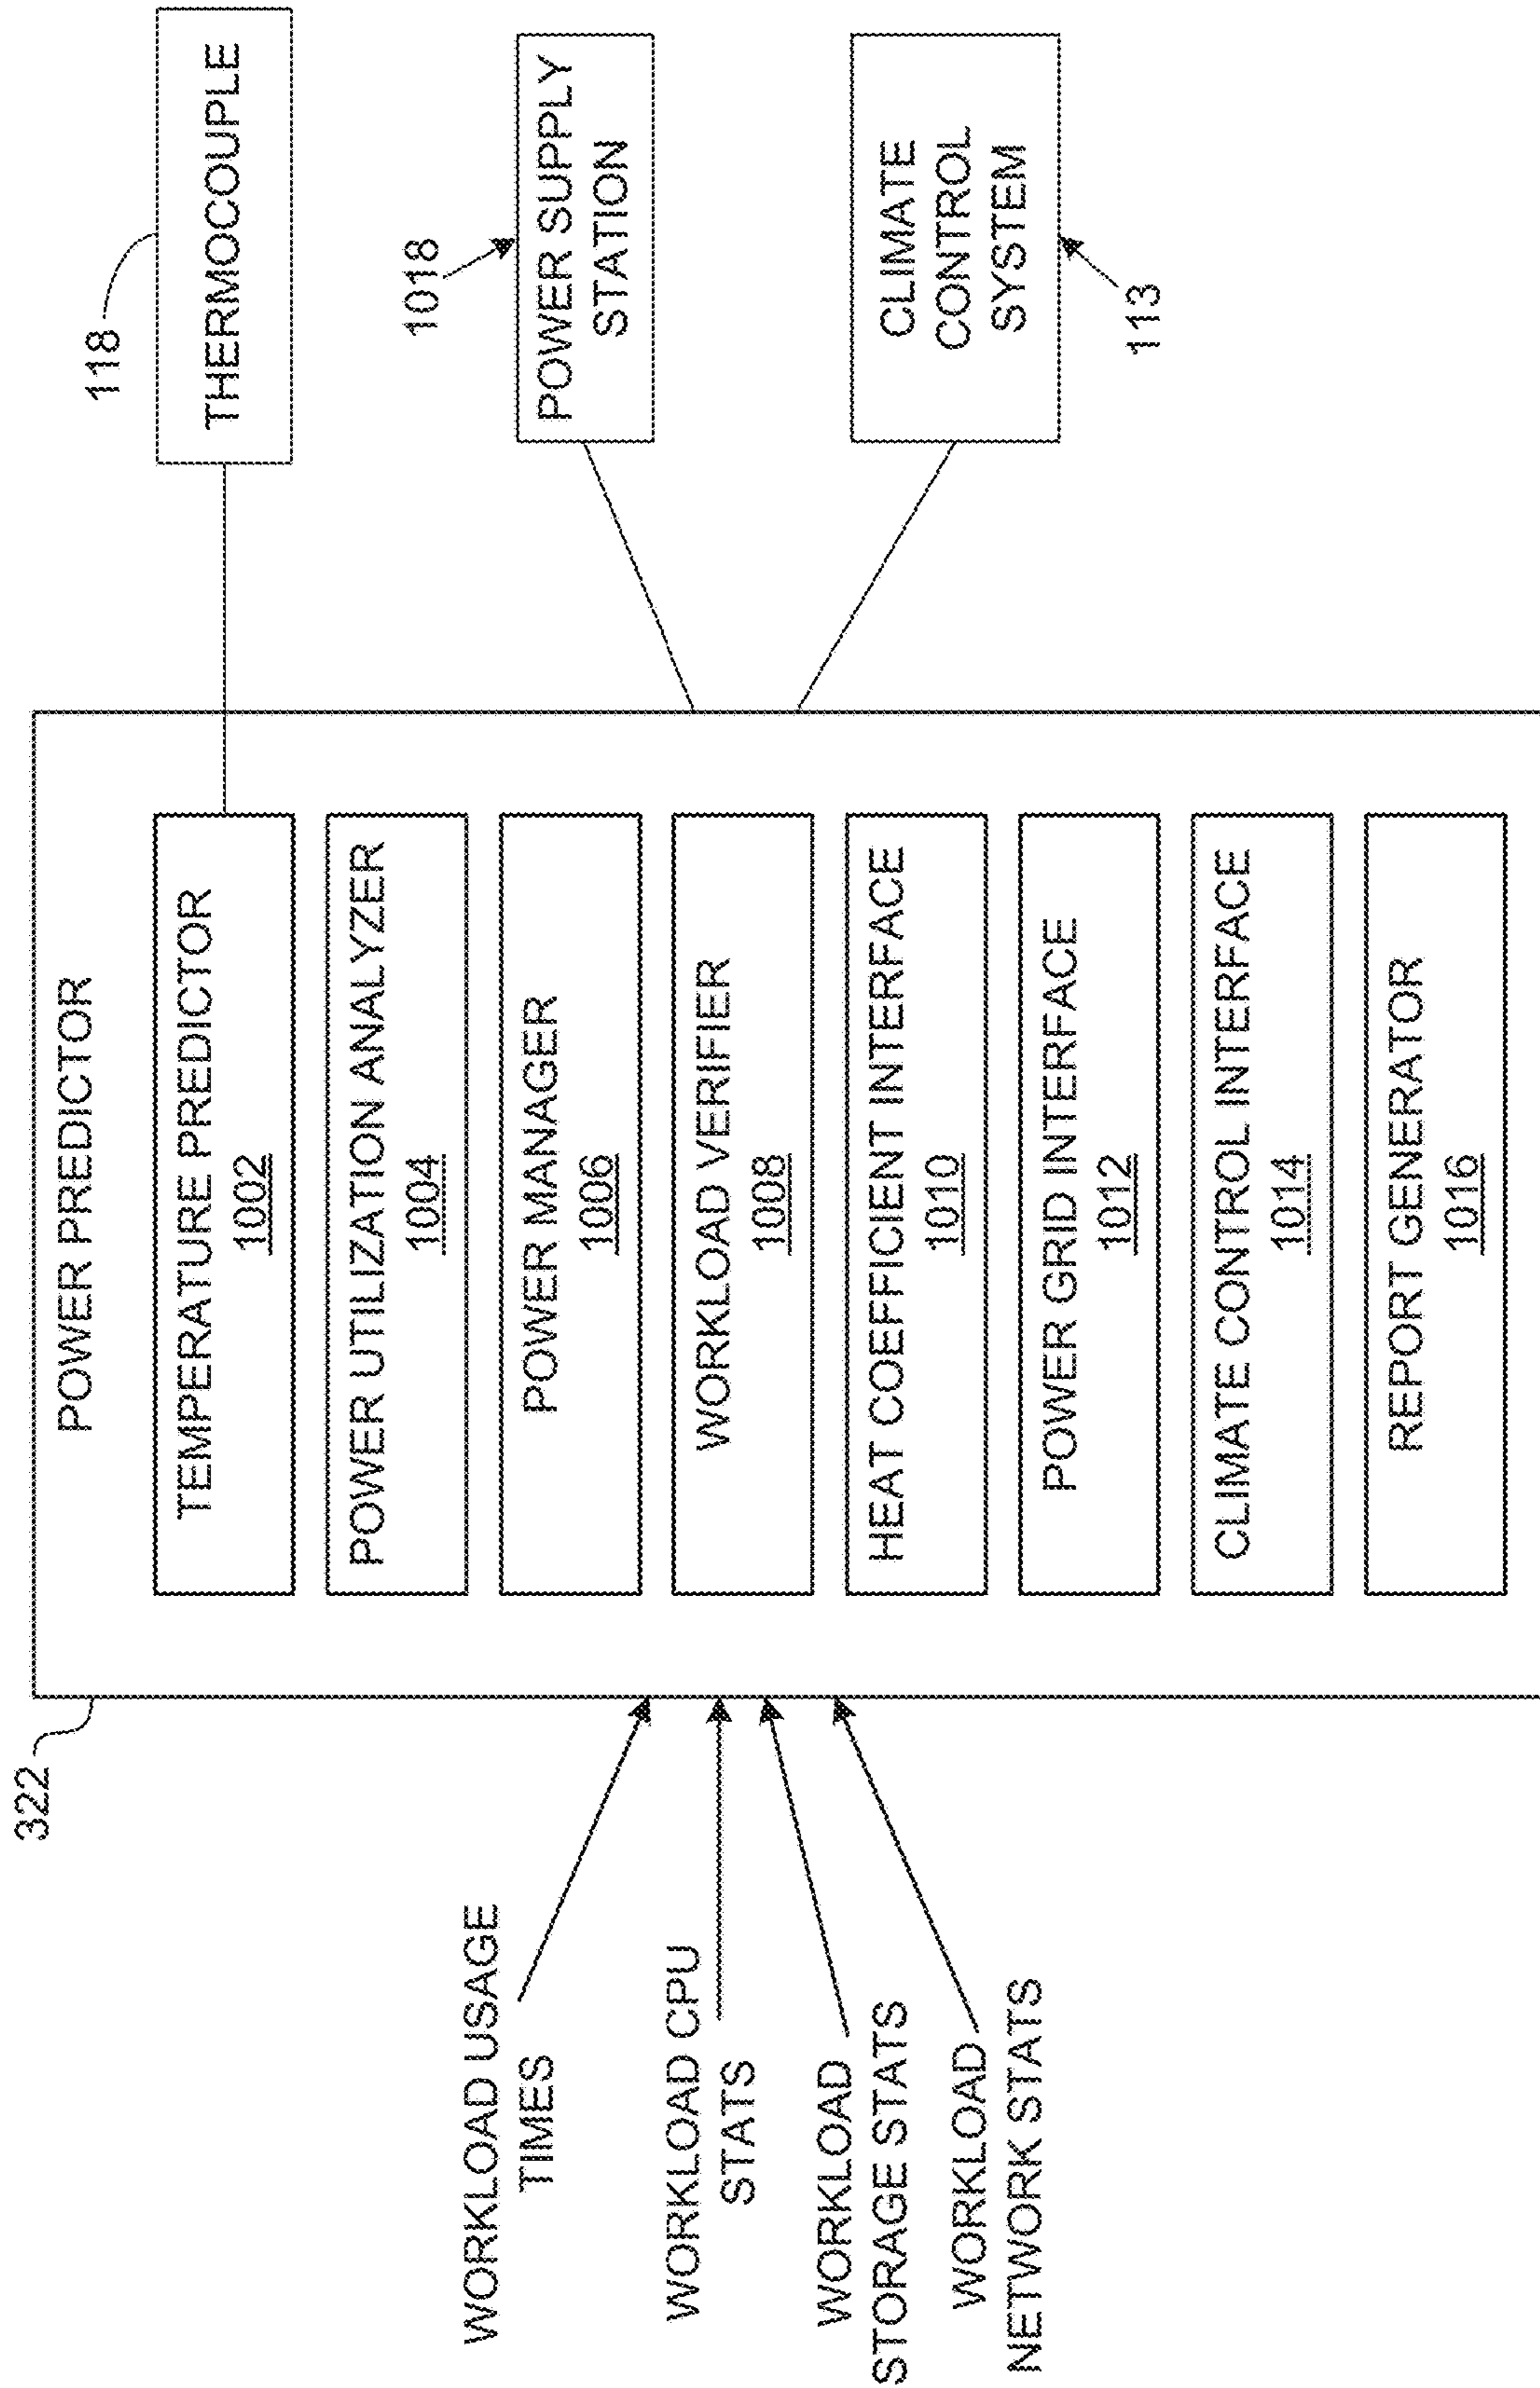 322
POWER PREDICTOR
TEMPERATURE PREDICTOR
1002
POWER UTILIZATION ANALYZER
1004
POWER MANAGER
1006
WORKLOAD VERIFIER
1008
HEAT COEFFICIENT INTERFACE
1010
POWER GRID INTERFACE
1012
CLIMATE CONTROL INTERFACE
1014
REPORT GENERATOR
1016
WORKLOAD USAGE
TIMES
WORKLOAD CPU
STATS
WORKLOAD
STORAGE STATS
WORKLOAD
NETWORK STATS
118
THERMOCOUPLE
1018
POWER SUPPLY
STATION
CLIMATE
CONTROL
SYSTEM
113